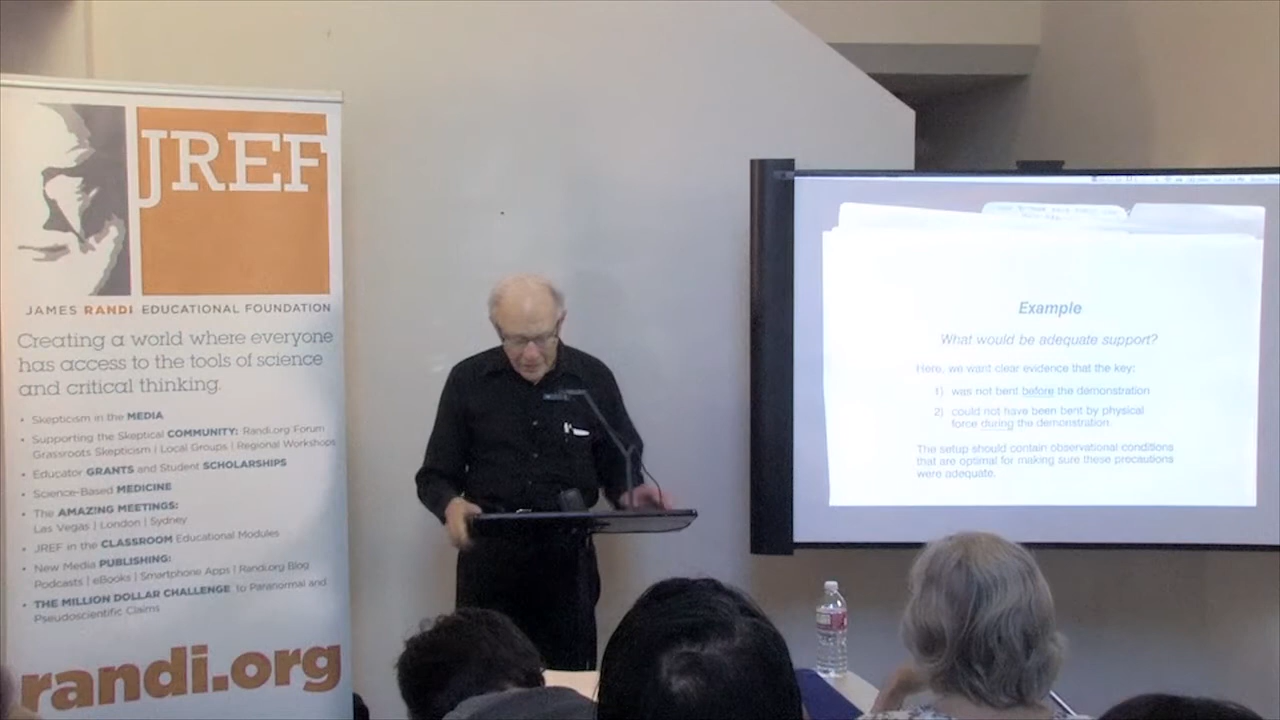 JREF
JAMES RANDI EDUCATIONAL FOUNDATION
Creating a world where everyone
has access to the tools of science
and critical thinking.
• Skepticism in the MEDIA
• Supporting the Skeptical COMMUNITY: Randi.org Forum
Grassroots Skepticism | Local Groups | Regional Workshops
• Educator GRANTS and Student SCHOLARSHIPS
• Science-Based MEDICINE
• The AMAZING MEETINGS:
Las Vegas | London | Sydney
• JREF in the CLASSROOM Educational Modules
• New Media PUBLISHING:
Podcasts | eBooks | Smartphone Apps | Randi.org Blog
• THE MILLION DOLLAR CHALLENGE to Paranormal and
Pseudoscientific Claims
randi.org
Example
What would be adequate support?
Here, we want clear evidence that the key:
1) was not bent before the demonstration
2) could not have been bent by physical
force during the demonstration
The setup should contain observational conditions
that are optimal for making sure these precautions
were adequate.